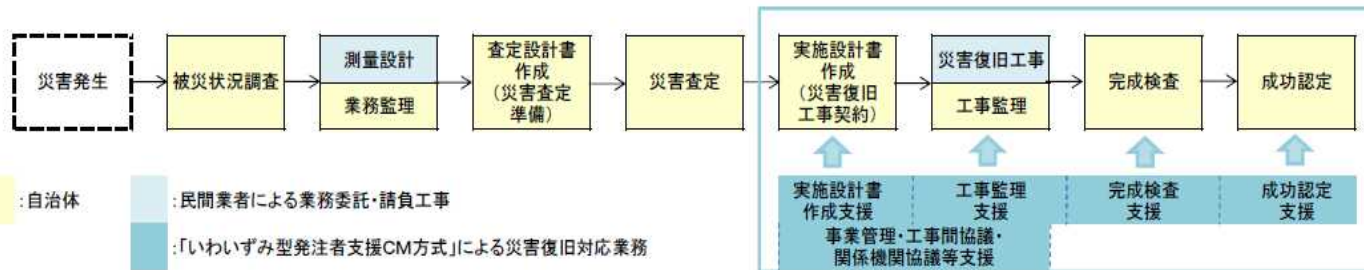 災害発生
被災状況調査
測量設計
業務監理
査定設計書
作成
(災害査定
準備)
災害査定
実施設計書
作成
(災害復旧
工事契約)
災害復旧工事
工事監理
完成検査
成功認定
実施設計書
作成支援
工事監理
支援
完成検査
支援
成功認定
支援
事業管理・工事間協議・
関係機関協議等支援
:自治体
:民間業者による業務委託・請負工事
:「いわいずみ型発注者支援CM方式」による災害復旧対応業務